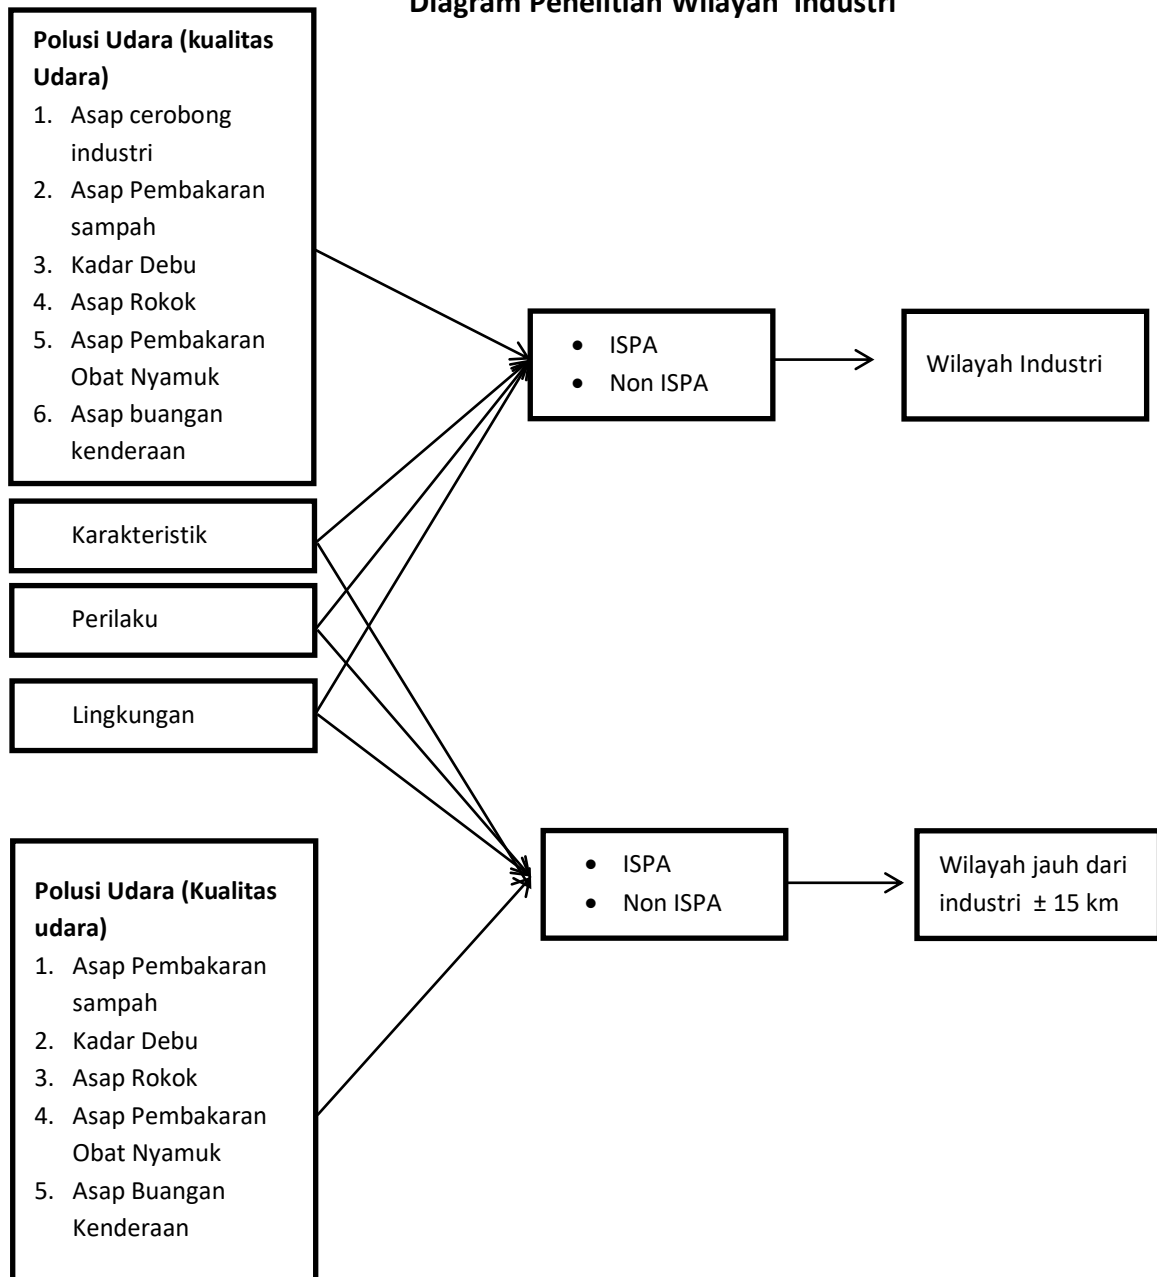 Diagram Penelitian Wilayah Industri
Polusi Udara (kualitas
Udara)
1. Asap cerobong
industri
2. Asap Pembakaran
sampah
3. Kadar Debu
4. Asap Rokok
5. Asap Pembakaran
Obat Nyamuk
6. Asap buangan
kenderaan
• ISPA
• Non ISPA
Wilayah Industri
Karakteristik
Perilaku
Lingkungan
• ISPA
• Non ISPA
Wilayah jauh dari
industri ± 15 km
Polusi Udara (Kualitas
udara)
1. Asap Pembakaran
sampah
2. Kadar Debu
3. Asap Rokok
4. Asap Pembakaran
Obat Nyamuk
5. Asap Buangan
Kenderaan